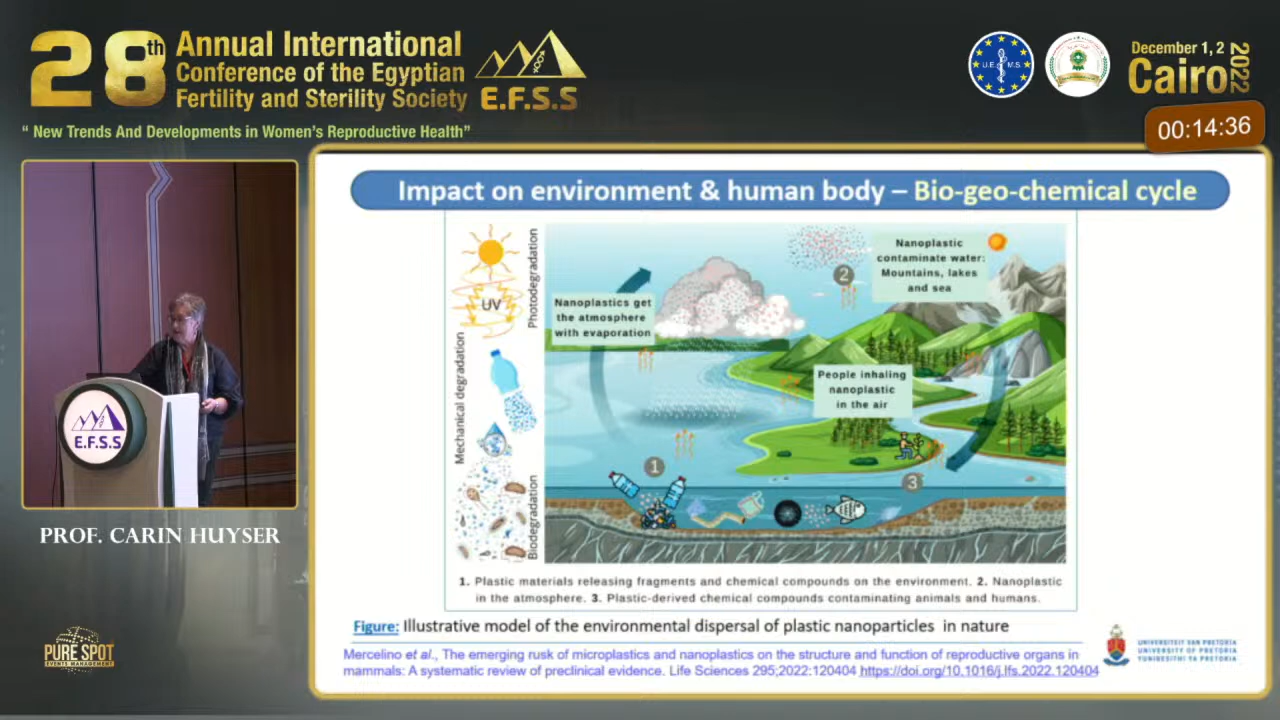 28th
Annual International
Conference of the Egyptian
Fertility and Sterility Society
E.F.S.S
" New Trends And Developments in Women's Reproductive Health"
U.E.M.S.
December 1, 2
Cairo
2022
00:14:36
E.F.S.S
PROF. CARIN HUYSER
PURE SPOT
EVENTS MANAGEMENT
Impact on environment & human body – Bio-geo-chemical cycle
Photodegradation
UV
Mechanical degradation
Biodegradation
Nanoplastics get
the atmosphere
with evaporation
2
Nanoplastic
contaminate water:
Mountains, lakes
and sea
People inhaling
nanoplastic
in the air
1
3
1. Plastic materials releasing fragments and chemical compounds on the environment. 2. Nanoplastic
in the atmosphere. 3. Plastic-derived chemical compounds contaminating animals and humans.
Figure: Illustrative model of the environmental dispersal of plastic nanoparticles in nature
Mercelino et al., The emerging rusk of microplastics and nanoplastics on the structure and function of reproductive organs in
mammals: A systematic review of preclinical evidence. Life Sciences 295;2022:120404 https://doi.org/10.1016/j.lfs.2022.120404
UNIVERSITEIT VAN PRETORIA
UNIVERSITY OF PRETORIA
YUNIBESITHI YA PRETORIA